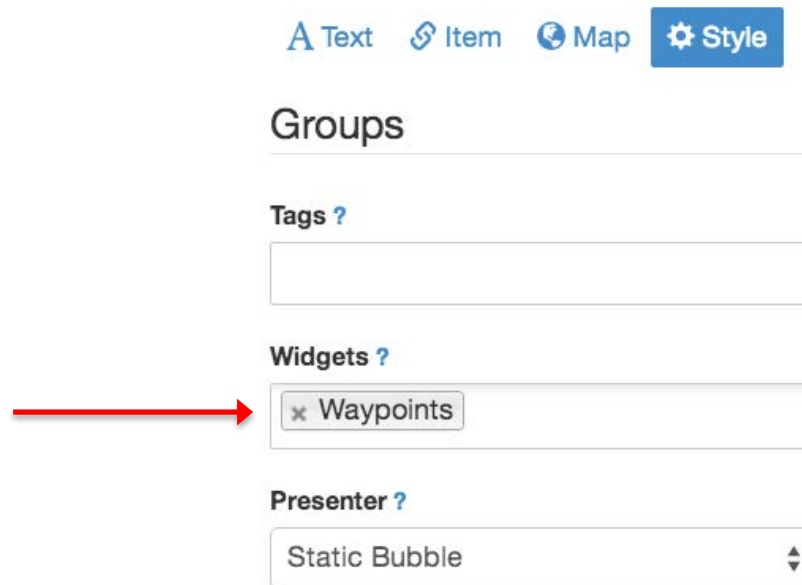 Text Item Map Style
Groups
Tags ?
Widgets ?
× Waypoints
Presenter ?
Static Bubble